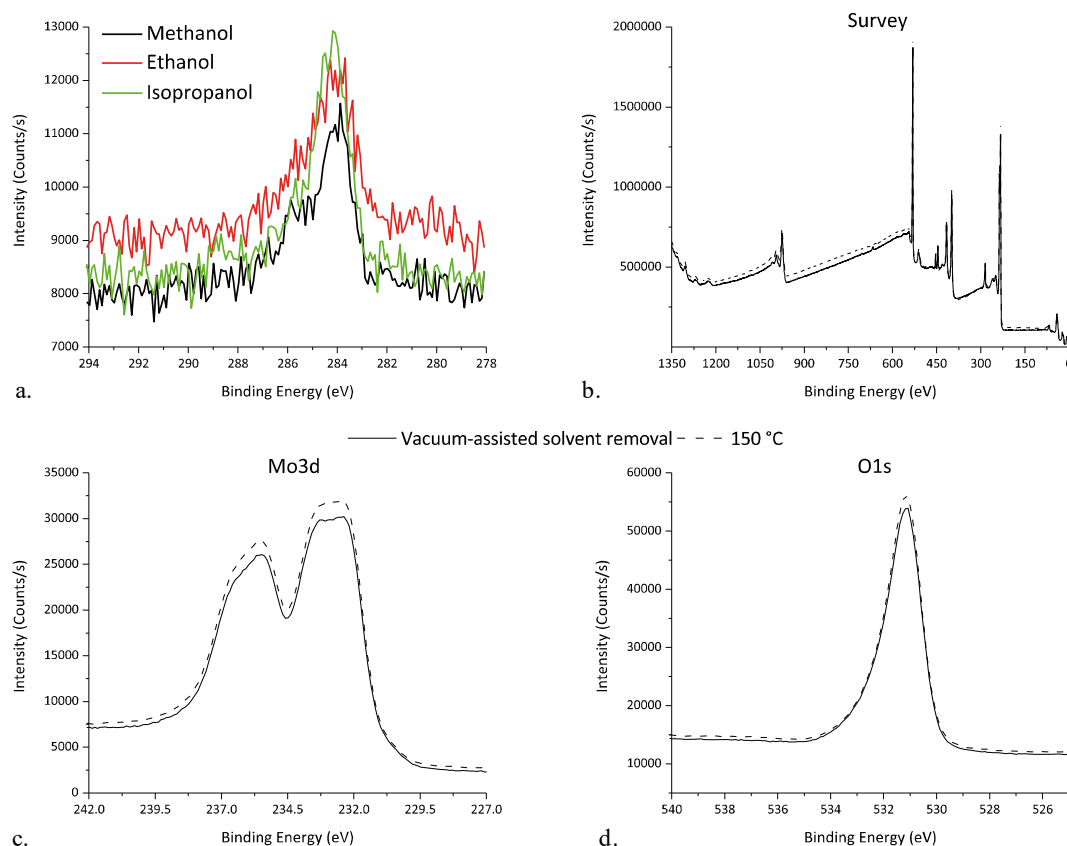 13000
12000
11000
10000
9000
8000
7000
Intensity (Counts/s)
Methanol
Ethanol
Isopropanol
294 292 290 288 286 284 282 280 278
Binding Energy (eV)
a.
Survey
2000000
1500000
1000000
500000
Intensity (Counts/s)
1350 1200 1050 900 750 600 450 300 150
Binding Energy (eV)
b.
Vacuum-assisted solvent removal 150 °C
Mo3d
35000
30000
25000
20000
15000
10000
5000
0
Intensity (Counts/s)
242.0 239.5 237.0 234.5 232.0 229.5 227.0
Binding Energy (eV)
c.
O1s
60000
50000
40000
30000
20000
10000
Intensity (Counts/s)
540 538 536 534 532 530 528 526
Binding Energy (eV)
d.